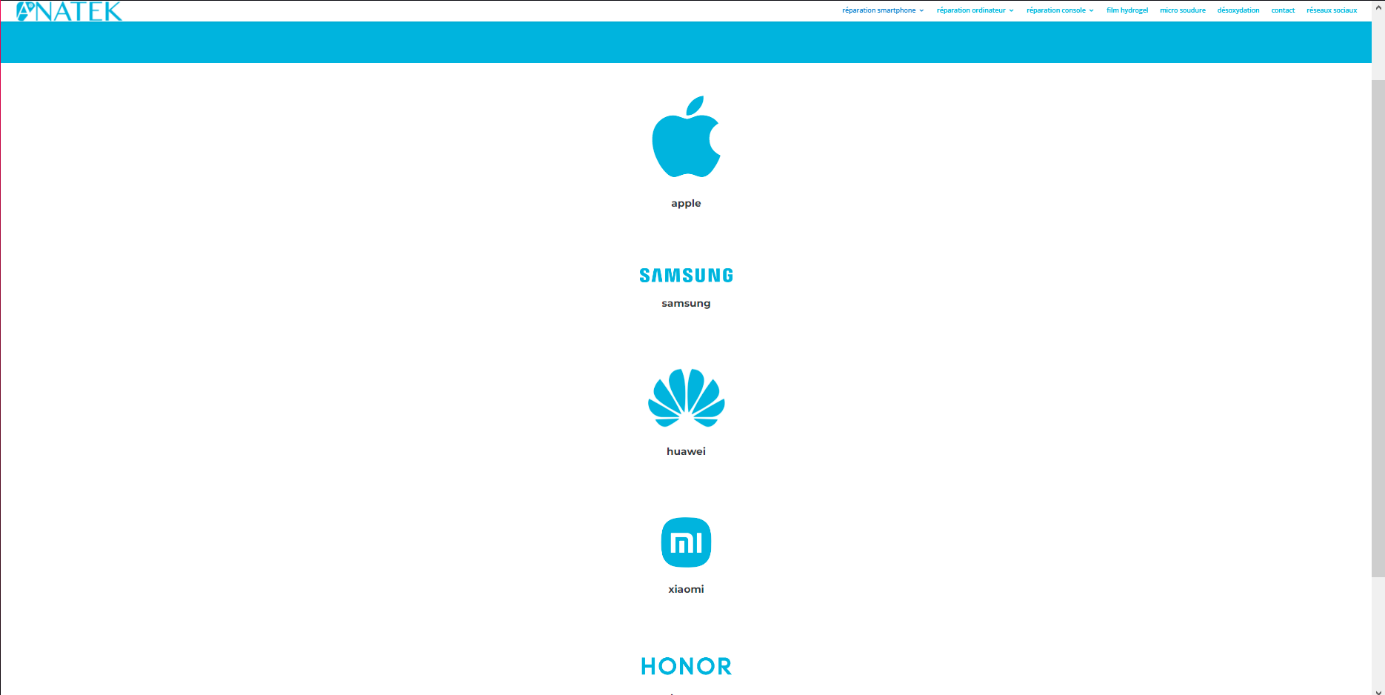 ANATEK
réparation smartphone réparation ordinateur réparation console film hydrogel micro soudure désoxydation contact réseaux sociaux
apple
SAMSUNG
samsung
huawei
mi
xiaomi
HONOR